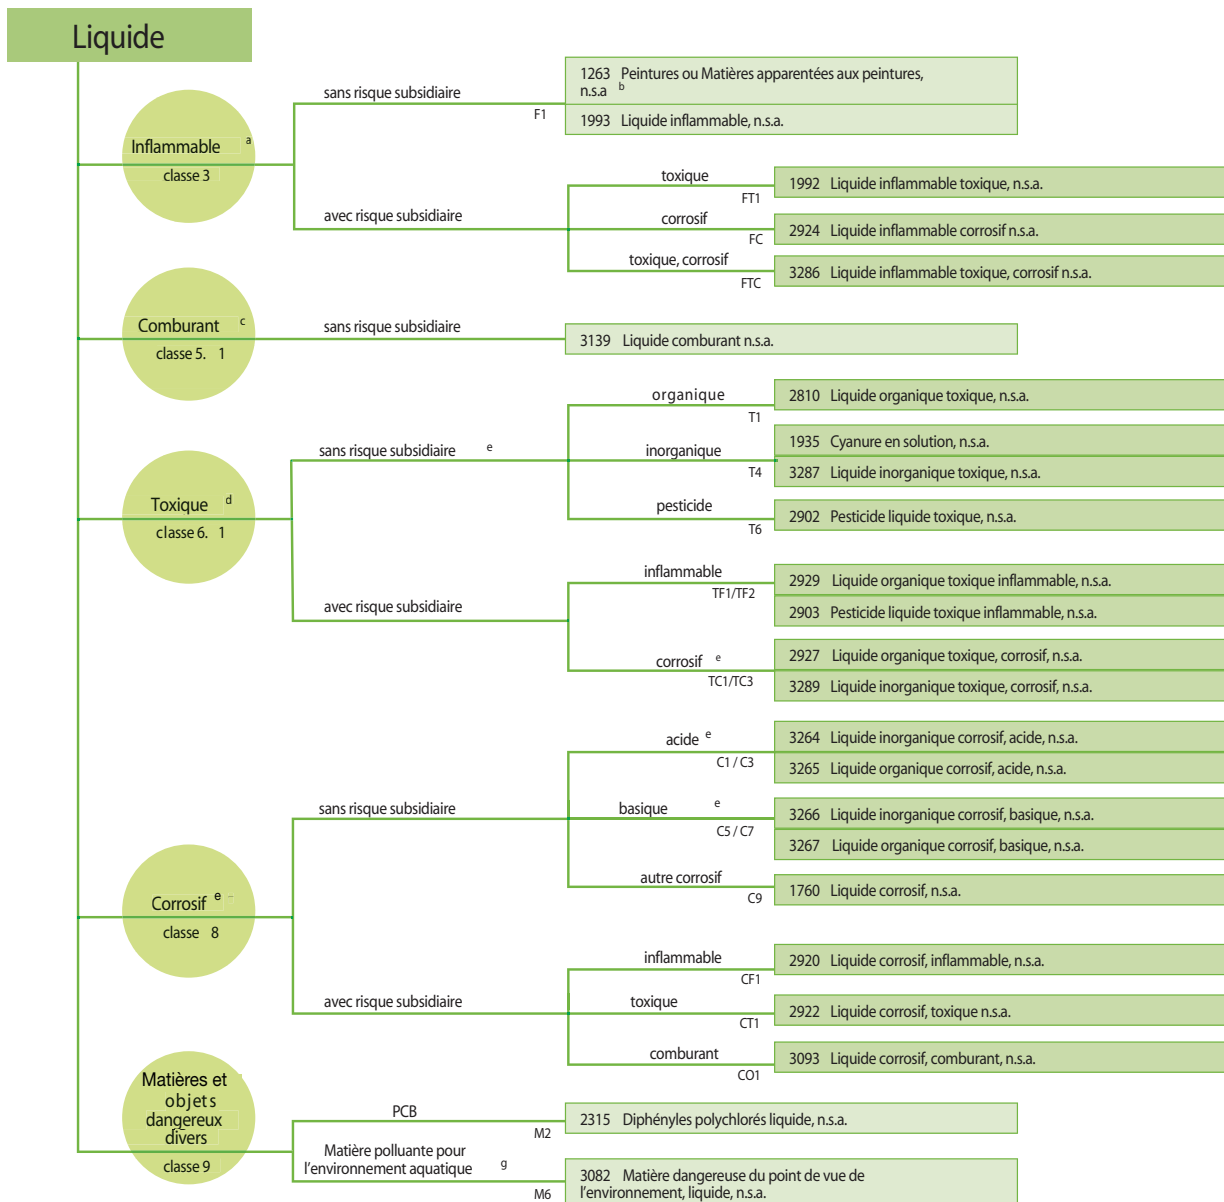 Liquide
sans risque subsidiaire
F1
1263 Peintures ou Matières apparentées aux peintures,
n.s.a b
1993 Liquide inflammable, n.s.a.
Inflammable a
classe 3
avec risque subsidiaire
toxique
FT1
1992 Liquide inflammable toxique, n.s.a.
corrosif
FC
2924 Liquide inflammable corrosif n.s.a.
toxique, corrosif
FTC
3286 Liquide inflammable toxique, corrosif n.s.a.
Comburant c
classe 5. 1
sans risque subsidiaire
3139 Liquide comburant n.s.a.
Toxique d
classe 6. 1
sans risque subsidiaire e
organique
T1
2810 Liquide organique toxique, n.s.a.
inorganique
T4
1935 Cyanure en solution, n.s.a.
3287 Liquide inorganique toxique, n.s.a.
pesticide
T6
2902 Pesticide liquide toxique, n.s.a.
avec risque subsidiaire
inflammable
TF1/TF2
2929 Liquide organique toxique inflammable, n.s.a.
2903 Pesticide liquide toxique inflammable, n.s.a.
corrosif e
TC1/TC3
2927 Liquide organique toxique, corrosif, n.s.a.
3289 Liquide inorganique toxique, corrosif, n.s.a.
Corrosif e –
classe 8
sans risque subsidiaire
acide e
C1 / C3
3264 Liquide inorganique corrosif, acide, n.s.a.
3265 Liquide organique corrosif, acide, n.s.a.
basique e
C5 / C7
3266 Liquide inorganique corrosif, basique, n.s.a.
3267 Liquide organique corrosif, basique, n.s.a.
autre corrosif
C9
1760 Liquide corrosif, n.s.a.
avec risque subsidiaire
inflammable
CF1
2920 Liquide corrosif, inflammable, n.s.a.
toxique
CT1
2922 Liquide corrosif, toxique n.s.a.
comburant
CO1
3093 Liquide corrosif, comburant, n.s.a.
Matières et
objets
dangereux
divers
classe 9
PCB
M2
2315 Diphényles polychlorés liquide, n.s.a.
Matière polluante pour
l'environnement aquatique g
M6
3082 Matière dangereuse du point de vue de
l'environnement, liquide, n.s.a.